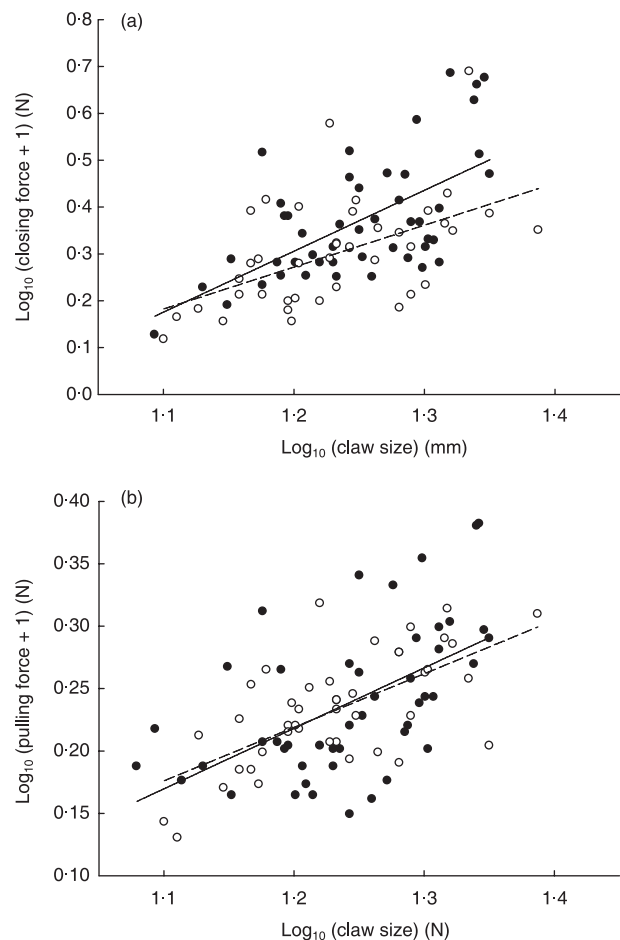 (a)
0·8
0·7
0·6
0·5
0·4
0·3
0·2
0·1
0·0
Log₁₀ (closing force + 1) (N)
1·1 1·2 1·3 1·4
Log₁₀ (claw size) (mm)
(b)
0·40
0·35
0·30
0·25
0·20
0·15
0·10
Log₁₀ (pulling force + 1) (N)
1·1 1·2 1·3 1·4
Log₁₀ (claw size) (N)